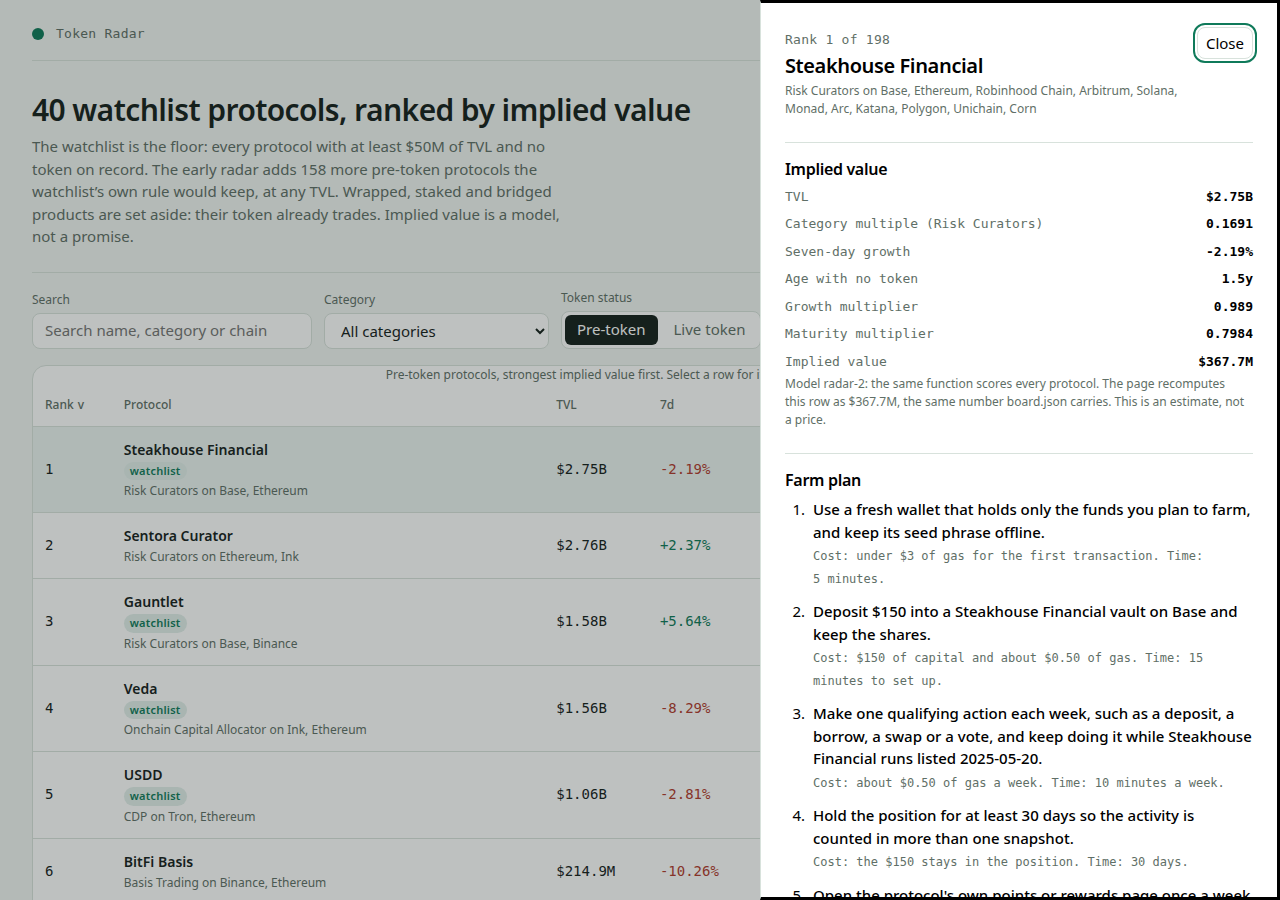 Token Radar
40 watchlist protocols, ranked by implied value
The watchlist is the floor: every protocol with at least $50M of TVL and no
token on record. The early radar adds 158 more pre-token protocols the
watchlist's own rule would keep, at any TVL. Wrapped, staked and bridged
products are set aside: their token already trades. Implied value is a model,
not a promise.
Search
Category
Token status
Search name, category or chain
All categories
Pre-token
Live token
Pre-token protocols, strongest implied value first. Select a row for i
Rank v
Protocol
TVL
7d
1
Steakhouse Financial
watchlist
Risk Curators on Base, Ethereum
$2.75B
-2.19%
2
Sentora Curator
Risk Curators on Ethereum, Ink
$2.76B
+2.37%
3
Gauntlet
watchlist
Risk Curators on Base, Binance
$1.58B
+5.64%
4
Veda
watchlist
Onchain Capital Allocator on Ink, Ethereum
$1.56B
-8.29%
5
USDD
watchlist
CDP on Tron, Ethereum
$1.06B
-2.81%
6
BitFi Basis
Basis Trading on Binance, Ethereum
$214.9M
-10.26%
Rank 1 of 198
Close
Steakhouse Financial
Risk Curators on Base, Ethereum, Robinhood Chain, Arbitrum, Solana,
Monad, Arc, Katana, Polygon, Unichain, Corn
Implied value
TVL $2.75B
Category multiple (Risk Curators) 0.1691
Seven-day growth -2.19%
Age with no token 1.5y
Growth multiplier 0.989
Maturity multiplier 0.7984
Implied value $367.7M
Model radar-2: the same function scores every protocol. The page recomputes
this row as $367.7M, the same number board.json carries. This is an estimate, not
a price.
Farm plan
1. Use a fresh wallet that holds only the funds you plan to farm,
and keep its seed phrase offline.
Cost: under $3 of gas for the first transaction. Time:
5 minutes.
2. Deposit $150 into a Steakhouse Financial vault on Base and
keep the shares.
Cost: $150 of capital and about $0.50 of gas. Time: 15
minutes to set up.
3. Make one qualifying action each week, such as a deposit, a
borrow, a swap or a vote, and keep doing it while Steakhouse
Financial runs listed 2025-05-20.
Cost: about $0.50 of gas a week. Time: 10 minutes a week.
4. Hold the position for at least 30 days so the activity is
counted in more than one snapshot.
Cost: the $150 stays in the position. Time: 30 days.
5. Open the protocol's own points or rewards page once a week